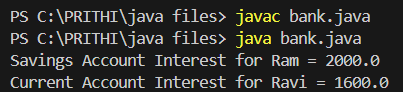 PS C:\PRITHI\java files> javac bank.java
PS C:\PRITHI\java files> java bank.java
Savings Account Interest for Ram = 2000.0
Current Account Interest for Ravi = 1600.0